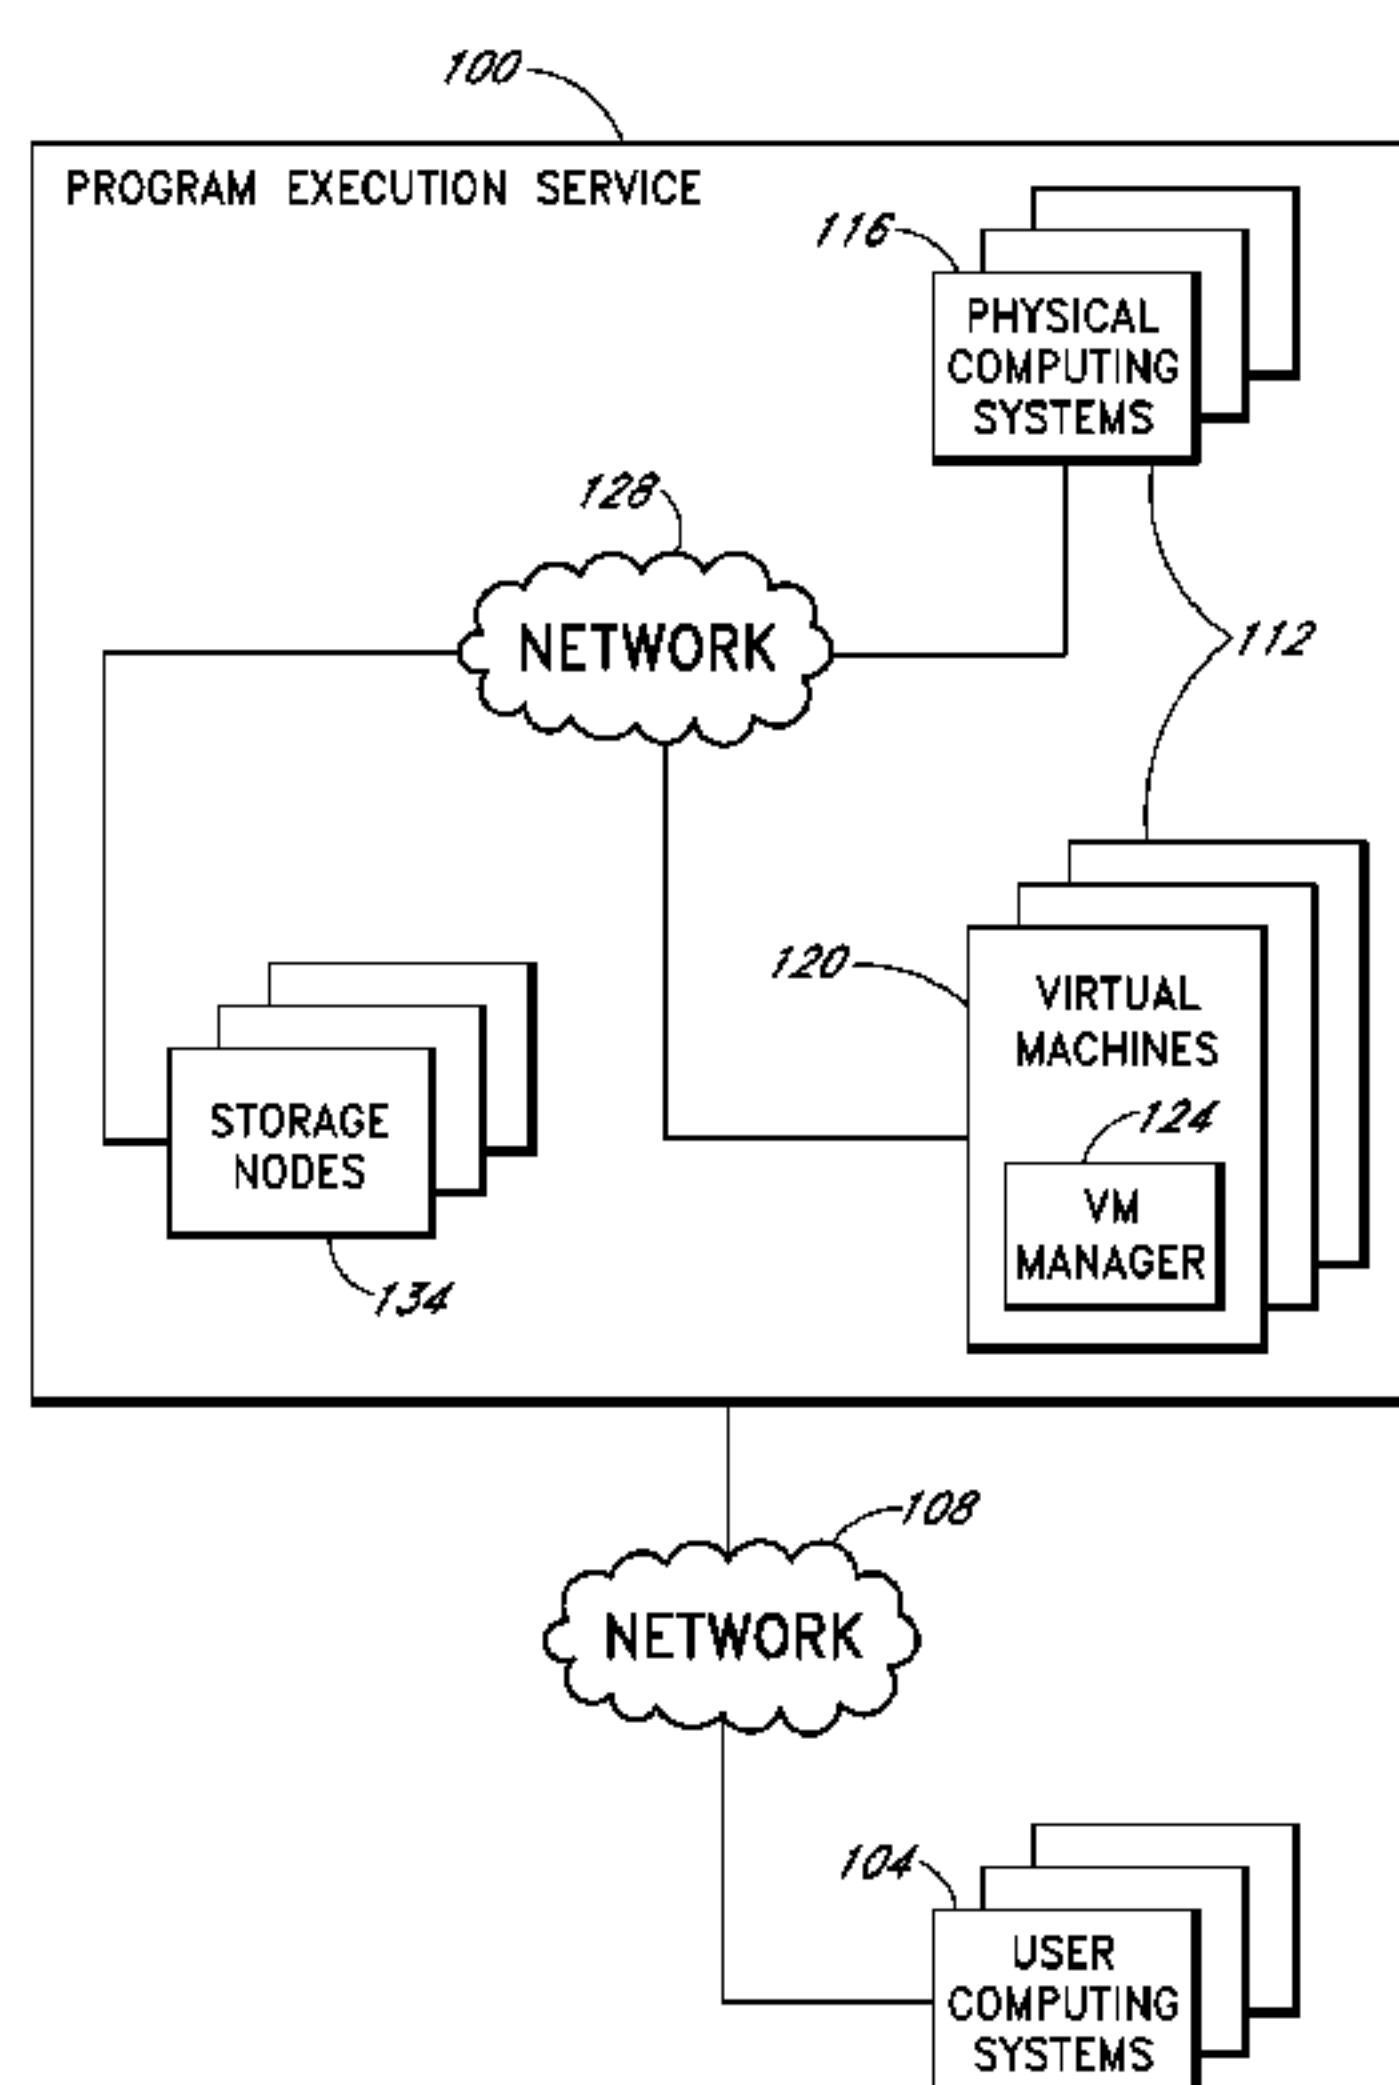 100
PROGRAM EXECUTION SERVICE
116
PHYSICAL
COMPUTING
SYSTEMS
128
NETWORK
112
120
VIRTUAL
MACHINES
124
VM
MANAGER
STORAGE
NODES
134
108
NETWORK
104
USER
COMPUTING
SYSTEMS